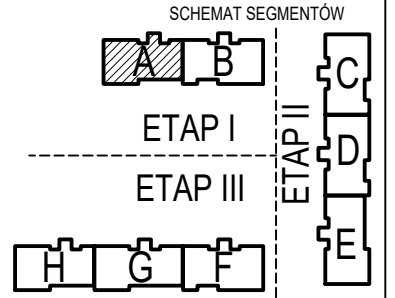 SCHEMAT SEGMENTÓW
A B
C
ETAP I
ETAP II
D
ETAP III
E
H G F